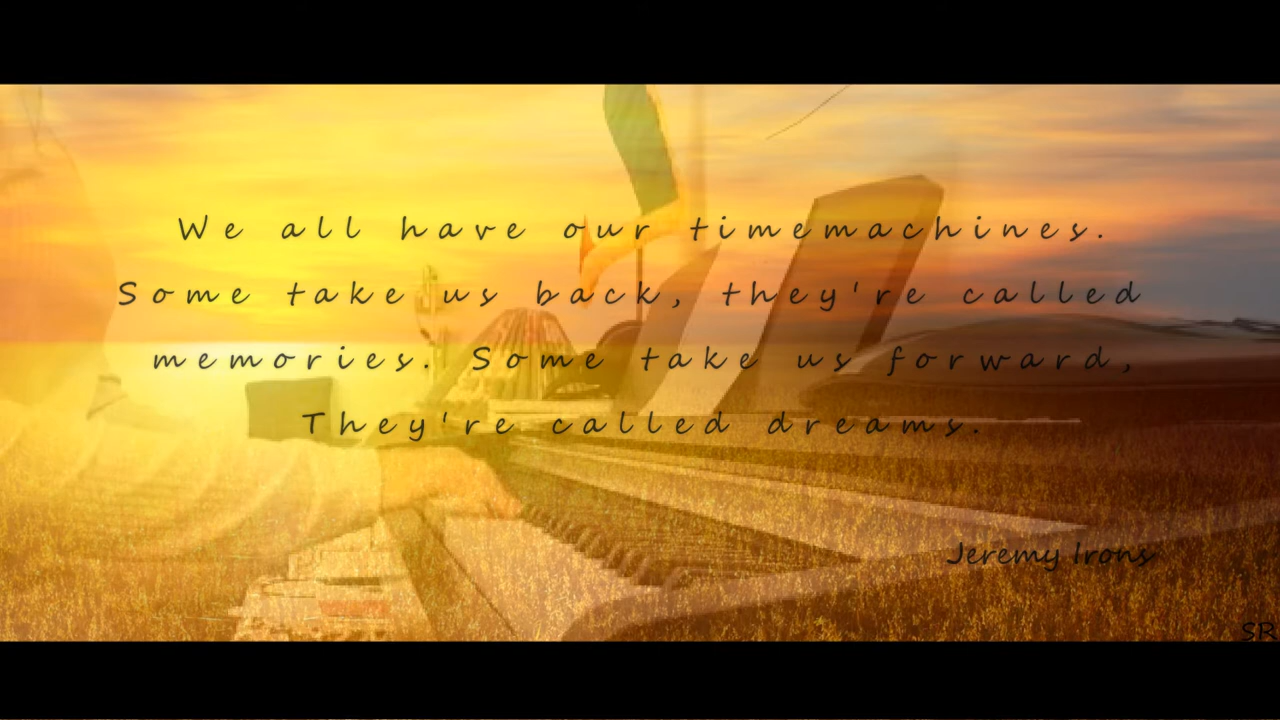 We all have our timemachines.
Some take us back, they're called
memories. Some take us forward,
They're called dreams.
Jeremy Irons
SR